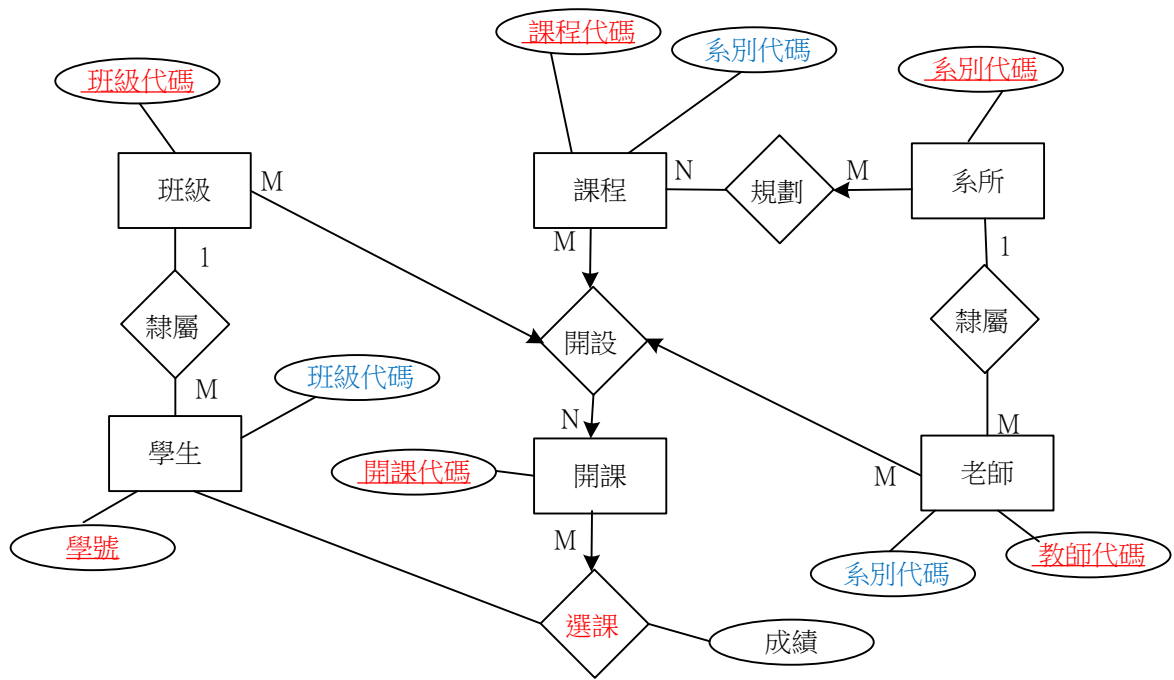 課程代碼
系別代碼
系別代碼
班級代碼
班級
M
課程
N
規劃
M
系所
M
1
1
隸屬
開設
隸屬
M
班級代碼
N
M
學生
開課代碼
開課
M
老師
學號
M
系別代碼
教師代碼
選課
成績